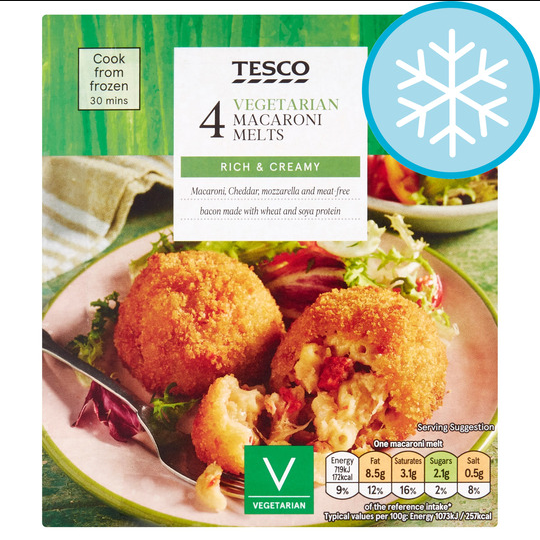 Cook
from
frozen
30 mins
TESCO
4 VEGETARIAN
MACARONI
MELTS
RICH & CREAMY
Macaroni, Cheddar, mozzarella and meat-free
bacon made with wheat and soya protein
Serving Suggestion
One macaroni melt
Energy Fat Saturates Sugars Salt
719kJ
172kcal 8.5g 3.1g 2.1g 0.5g
9% 12% 16% 2% 8%
of the reference intake*
Typical values per 100g: Energy 1073kJ / 257kcal
V
VEGETARIAN